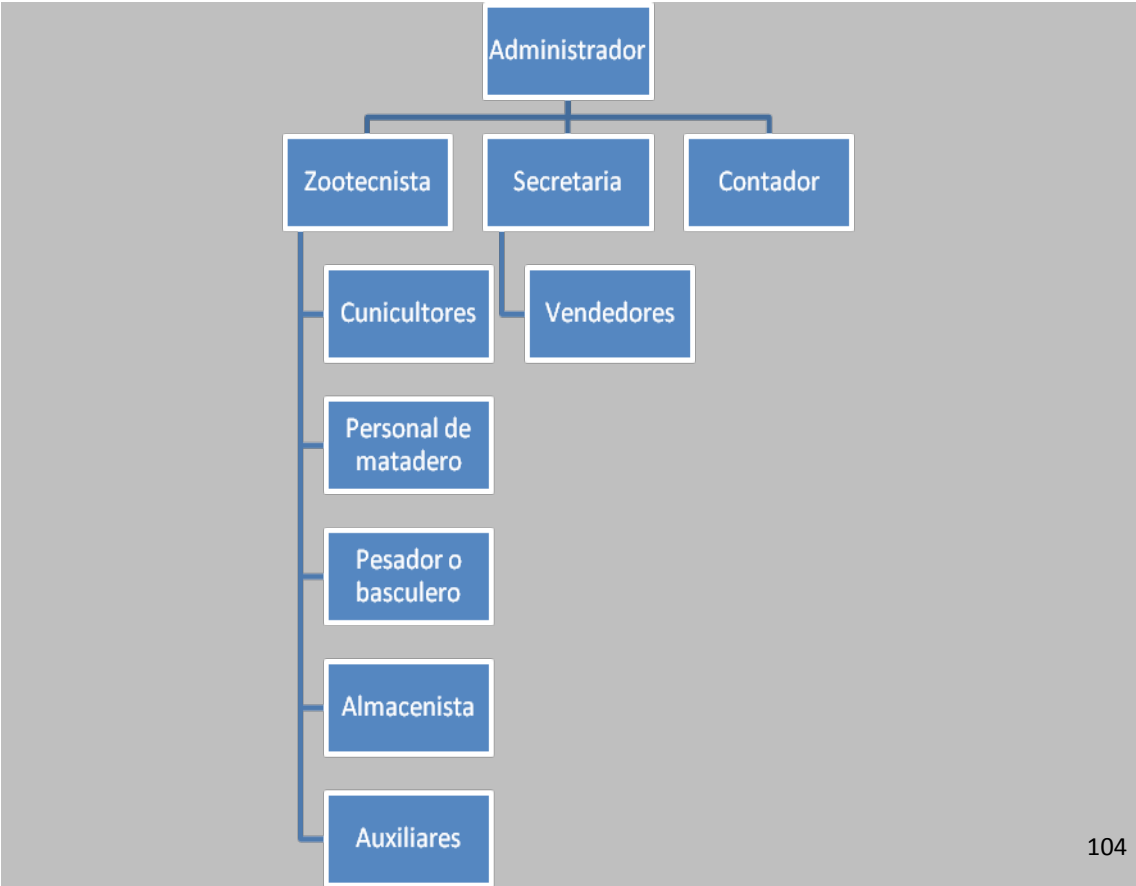 Administrador
Zootecnista
Secretaria
Contador
Cunicultores
Vendedores
Personal de
matadero
Pesador o
basculero
Almacenista
Auxiliares
104